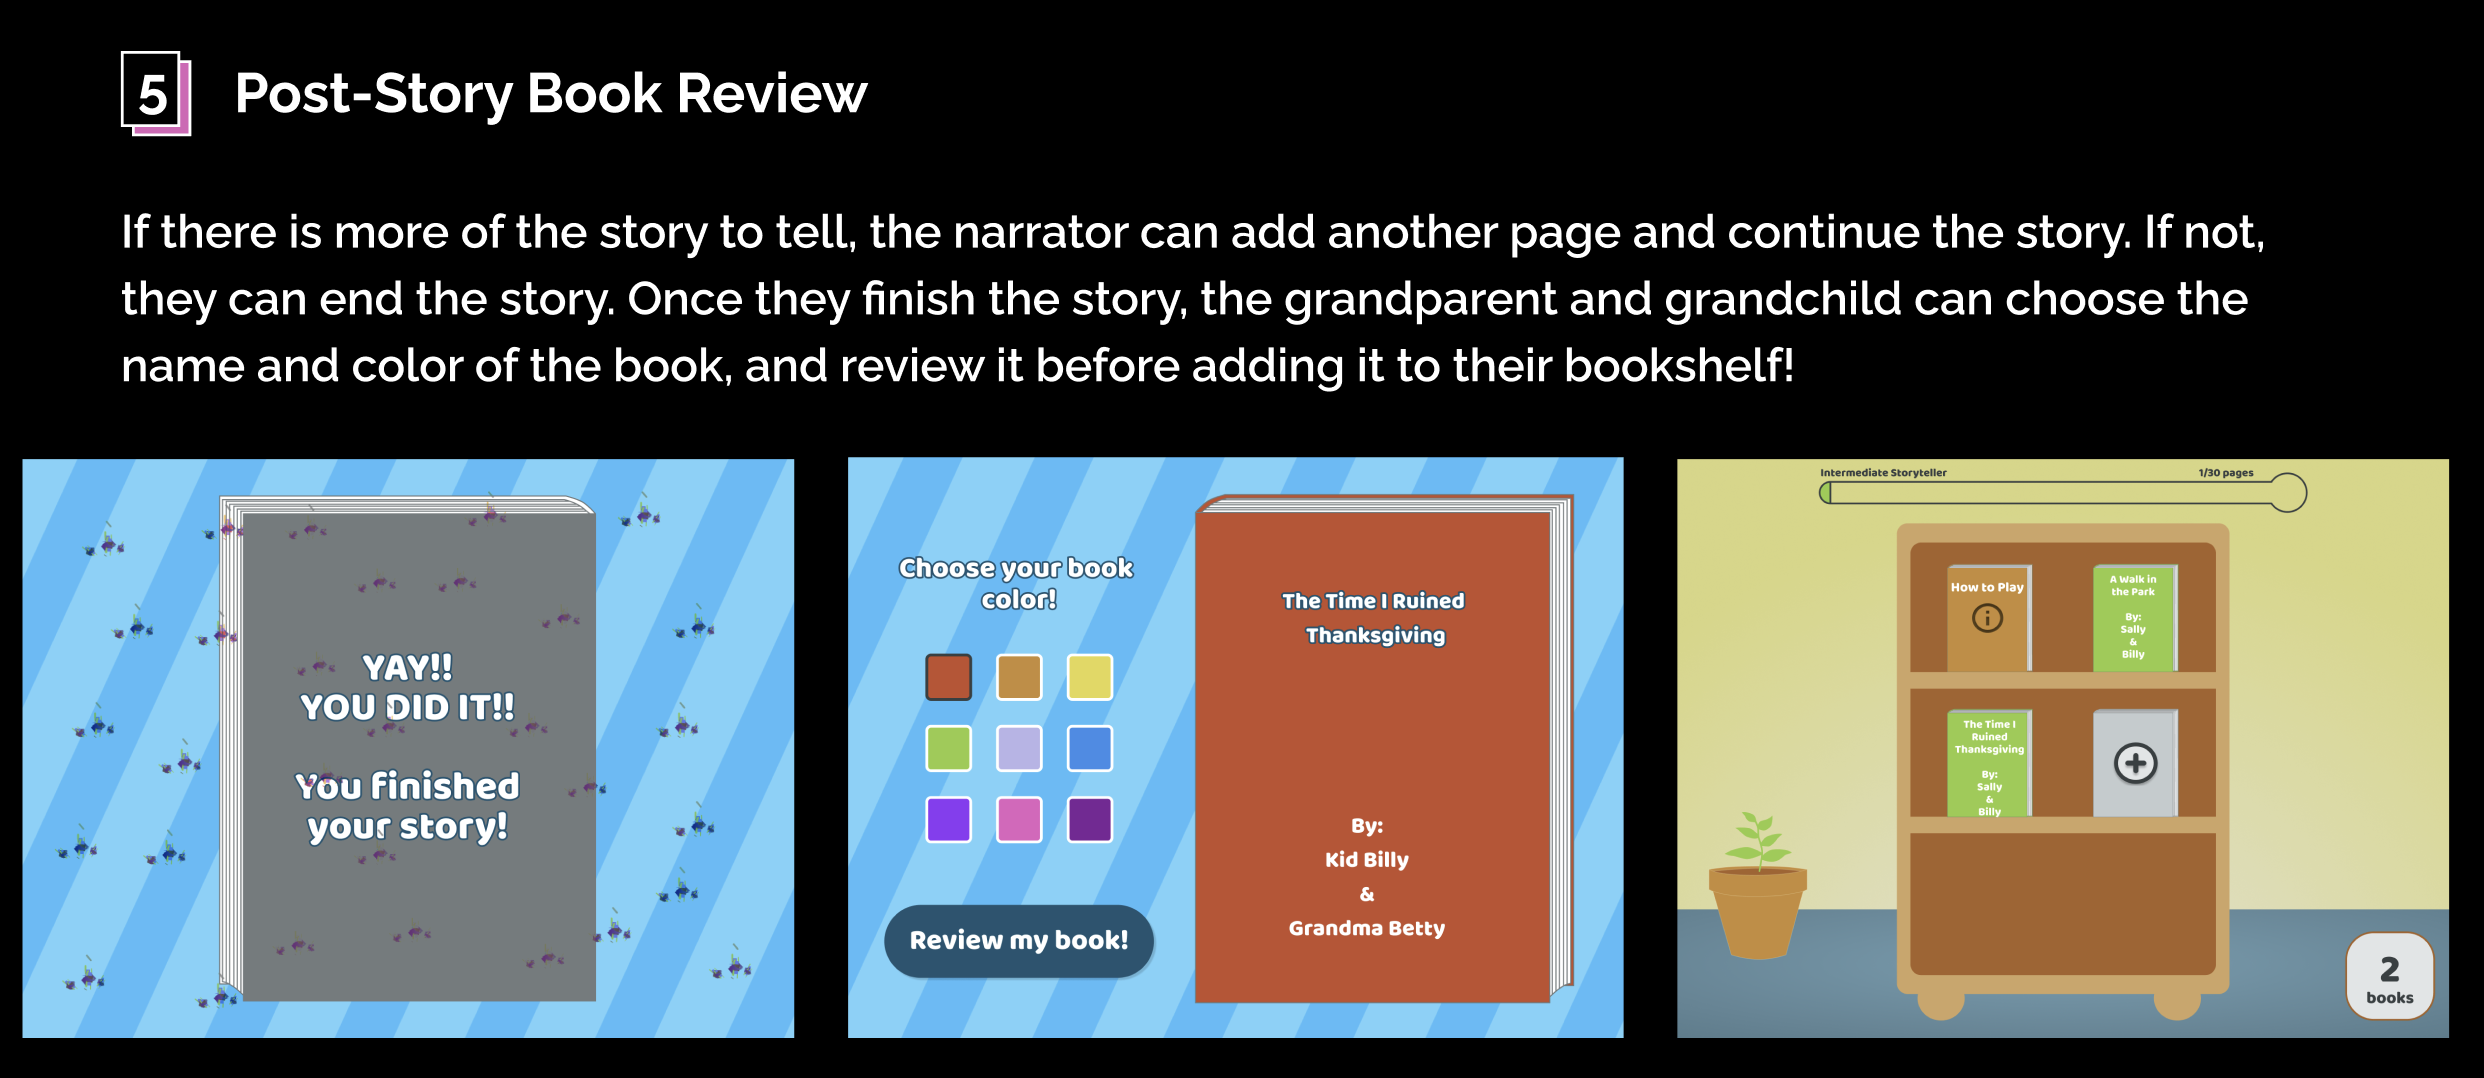 5
Post-Story Book Review
If there is more of the story to tell, the narrator can add another page and continue the story. If not,
they can end the story. Once they finish the story, the grandparent and grandchild can choose the
name and color of the book, and review it before adding it to their bookshelf!
YAY!!
YOU DID IT!!
You finished
your story!
Choose your book
color!
Review my book!
The Time I Ruined
Thanksgiving
By:
Kid Billy
&
Grandma Betty
Intermediate Storyteller
1/30 pages
How to Play
A Walk in
the Park
By:
Sally
&
Billy
The Time I
Ruined
Thanksgiving
By:
Sally
&
Billy
2
books